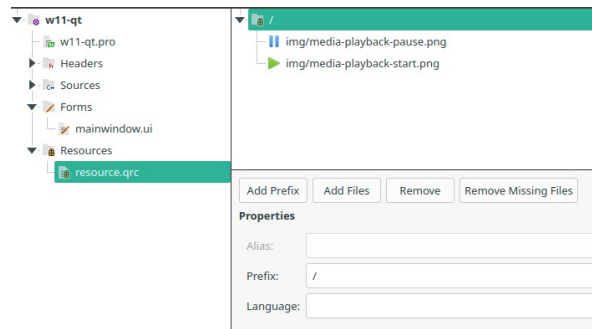 w11-qt
w11-qt.pro
Headers
Sources
Forms
mainwindow.ui
Resources
resource.qrc
/
img/media-playback-pause.png
img/media-playback-start.png
Add Prefix
Add Files
Remove
Remove Missing Files
Properties
Alias:
Prefix:
/
Language: